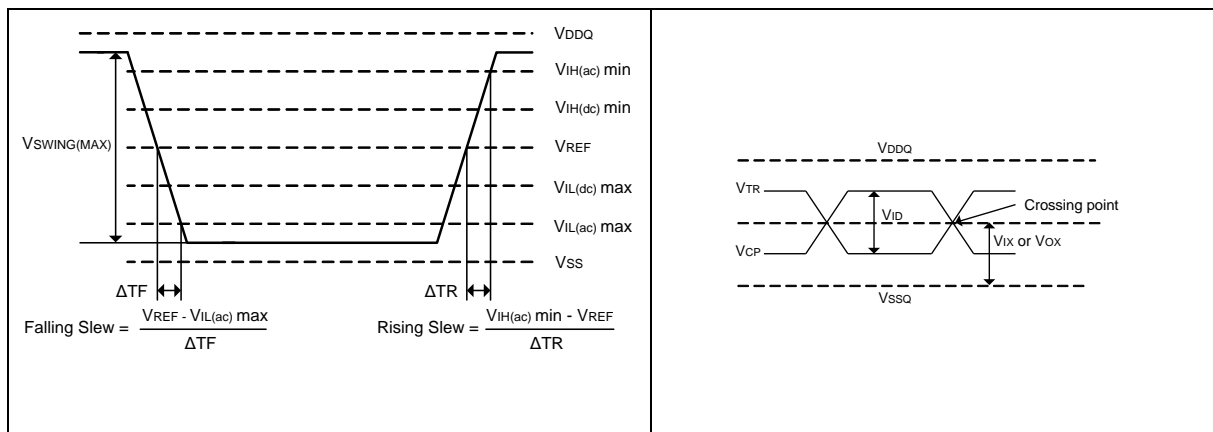 VDDQ
VIH(ac) min
VIH(dc) min
VSWING(MAX)
VREF
VIL(dc) max
VIL(ac) max
VSS
ΔTF
ΔTR
Falling Slew = VREF - VIL(ac) max
ΔTF
Rising Slew = VIH(ac) min - VREF
ΔTR
VDDQ
VTR
VID
Crossing point
VCP
VIX or VOX
VSSQ